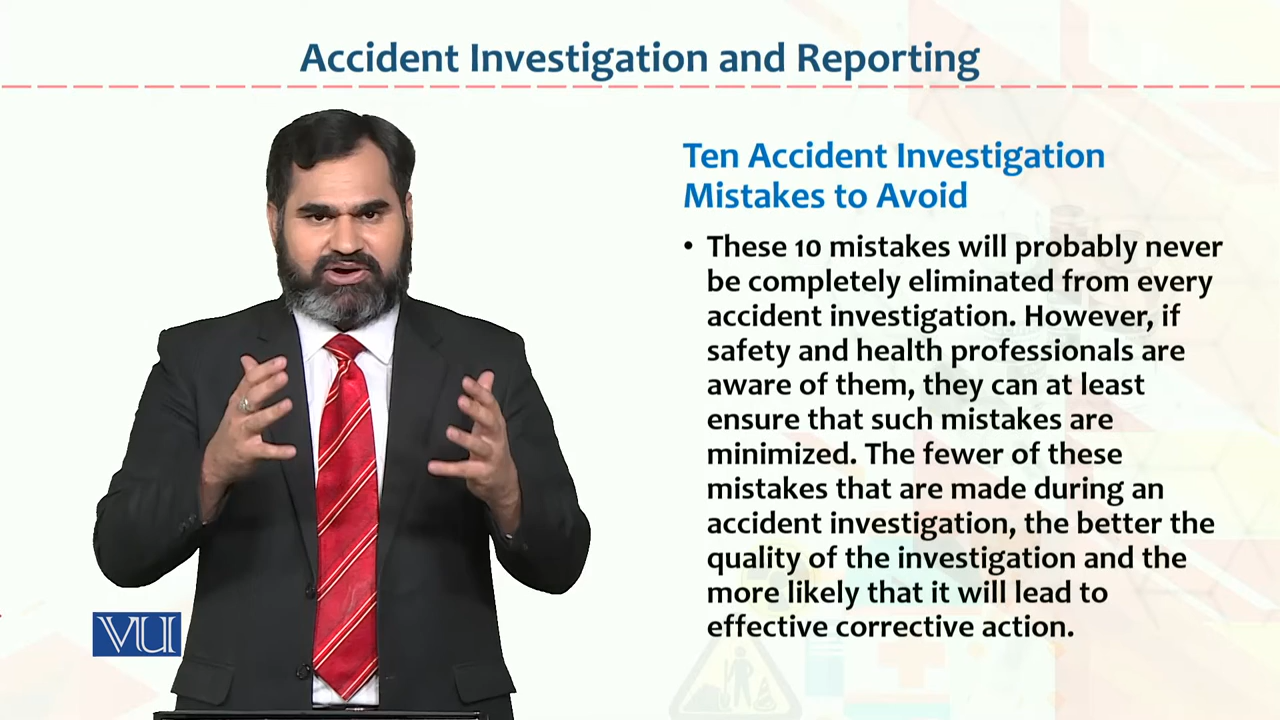 Accident Investigation and Reporting
Ten Accident Investigation
Mistakes to Avoid
• These 10 mistakes will probably never
be completely eliminated from every
accident investigation. However, if
safety and health professionals are
aware of them, they can at least
ensure that such mistakes are
minimized. The fewer of these
mistakes that are made during an
accident investigation, the better the
quality of the investigation and the
more likely that it will lead to
effective corrective action.
VU